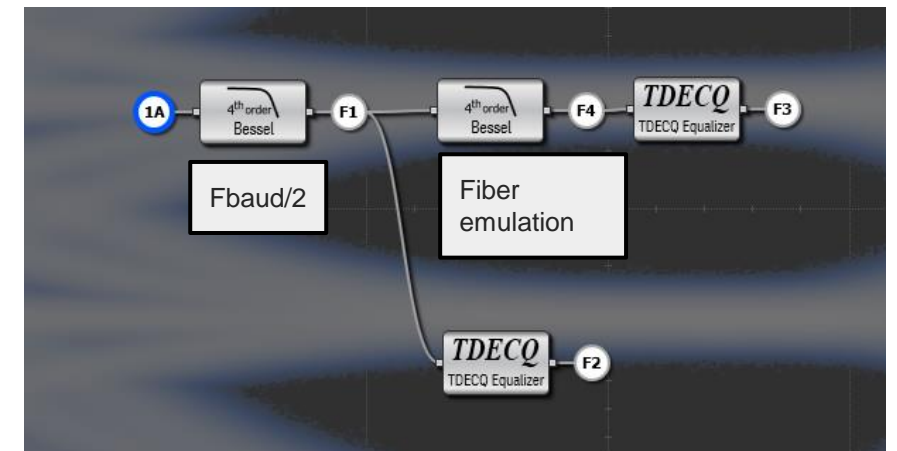 1A
4th order
Bessel
F1
4th order
Bessel
F4
TDECQ
TDECQ Equalizer
F3
Fbaud/2
Fiber
emulation
TDECQ
TDECQ Equalizer
F2